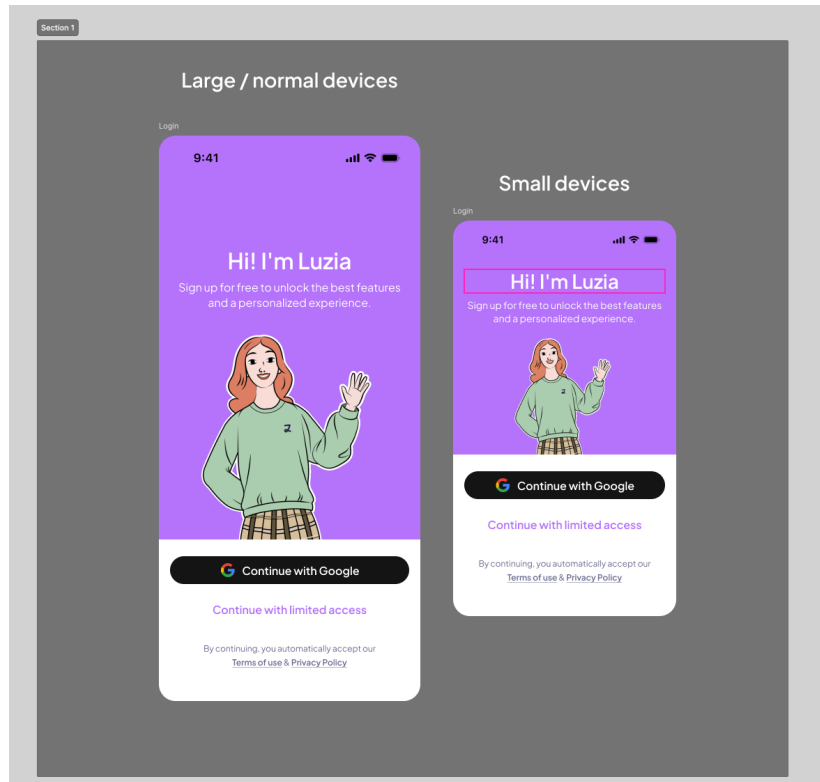 Section 1
Large / normal devices
Login
9:41
Hi! I'm Luzia
Sign up for free to unlock the best features
and a personalized experience.
Continue with Google
Continue with limited access
By continuing, you automatically accept our
Terms of use & Privacy Policy
Small devices
Login
9:41
Hi! I'm Luzia
Sign up for free to unlock the best features
and a personalized experience.
Continue with Google
Continue with limited access
By continuing, you automatically accept our
Terms of use & Privacy Policy